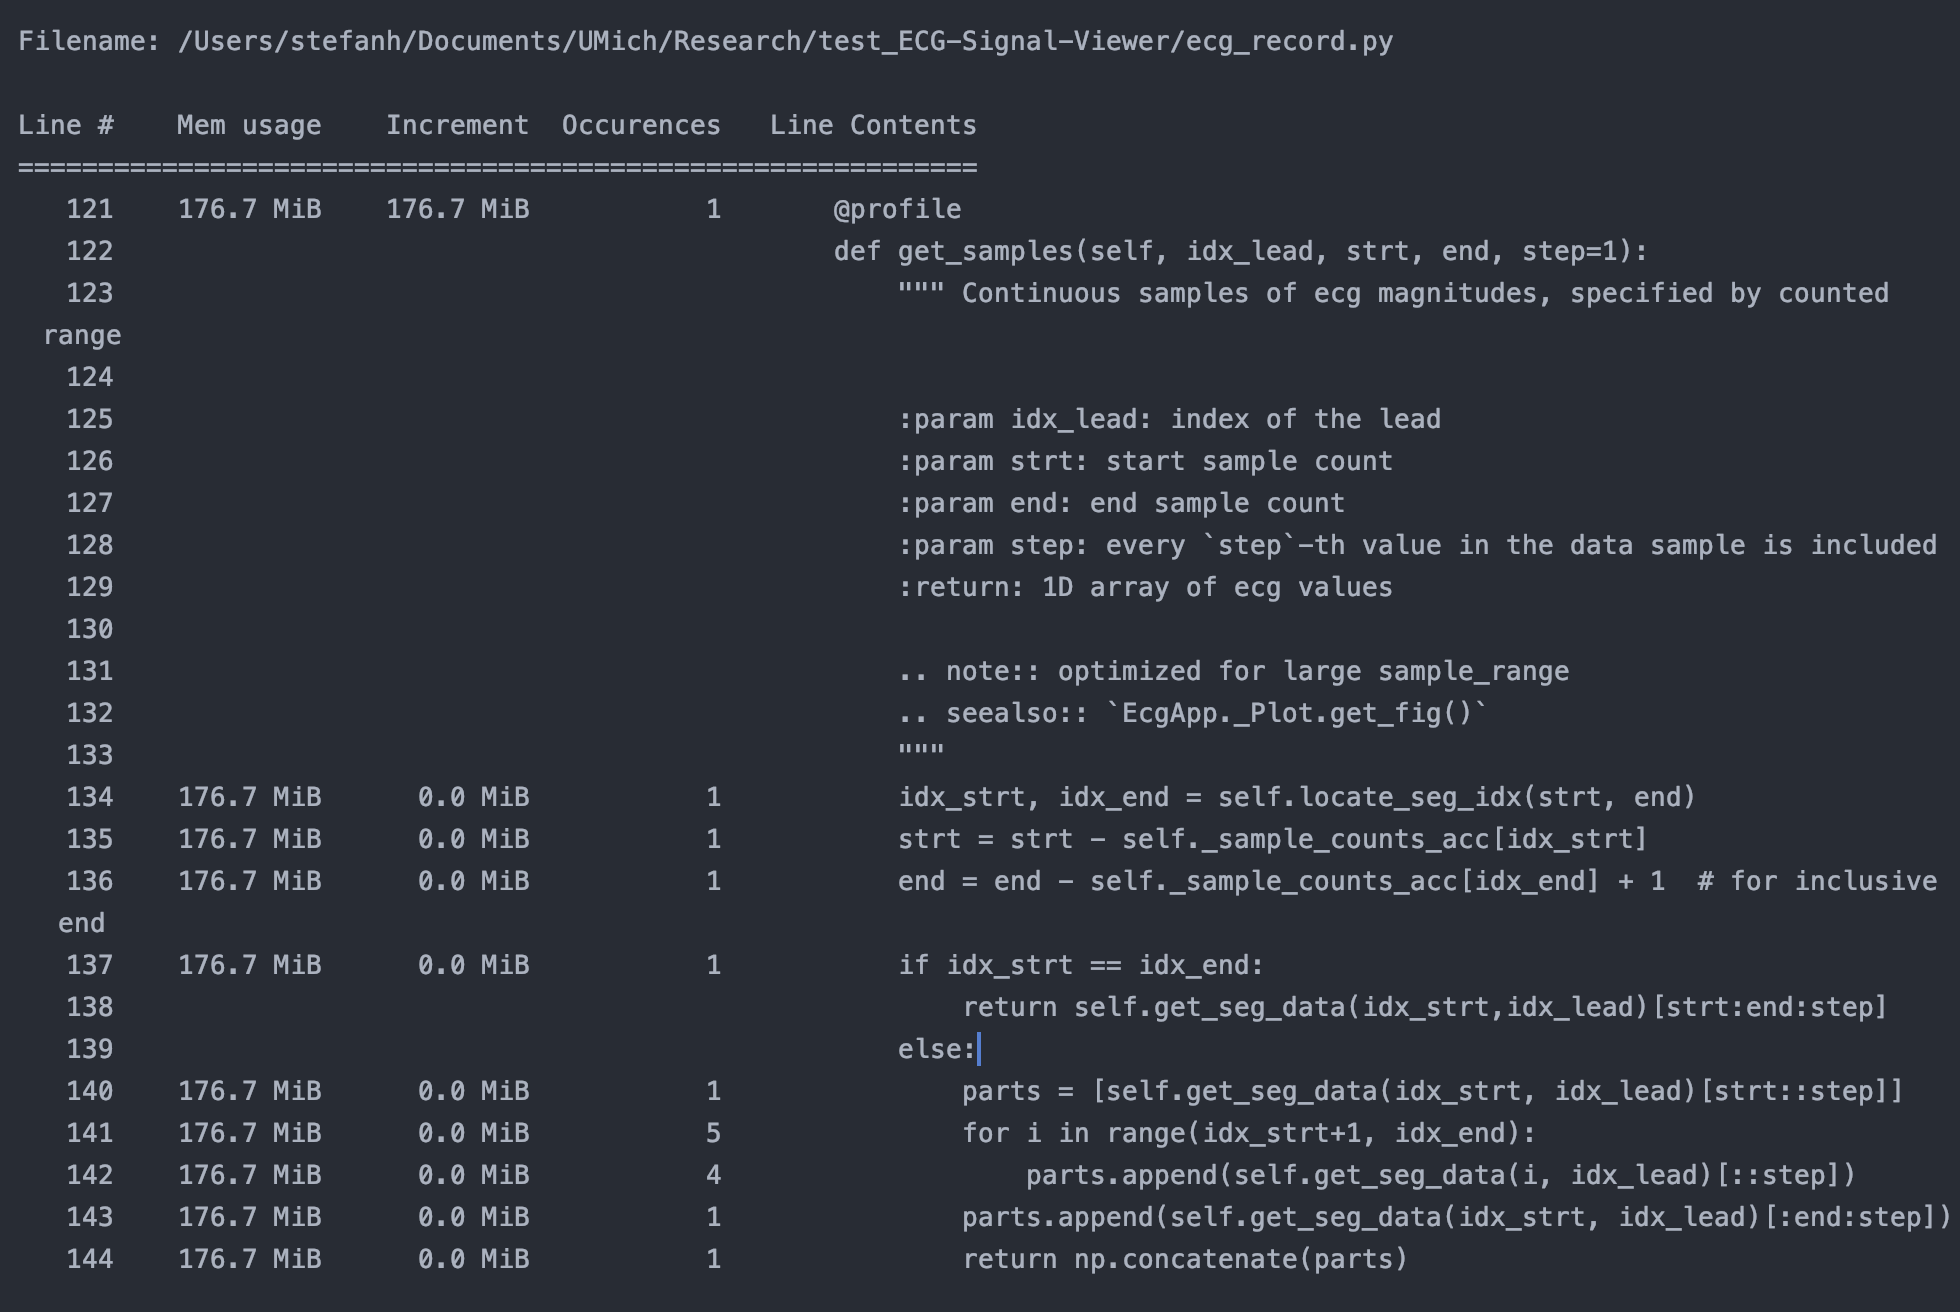 Filename: /Users/stefanh/Documents/UMich/Research/test_ECG-Signal-Viewer/ecg_record.py

Line #    Mem usage    Increment  Occurences   Line Contents
============================================================
   121    176.7 MiB    176.7 MiB           1       @profile
   122                                             def get_samples(self, idx_lead, strt, end, step=1):
   123                                                 """ Continuous samples of ecg magnitudes, specified by counted
range
   124
   125                                                 :param idx_lead: index of the lead
   126                                                 :param strt: start sample count
   127                                                 :param end: end sample count
   128                                                 :param step: every `step`-th value in the data sample is included
   129                                                 :return: 1D array of ecg values
   130
   131                                                 .. note:: optimized for large sample_range
   132                                                 .. seealso:: `EcgApp._Plot.get_fig()`
   133                                                 """
   134    176.7 MiB      0.0 MiB           1           idx_strt, idx_end = self.locate_seg_idx(strt, end)
   135    176.7 MiB      0.0 MiB           1           strt = strt - self._sample_counts_acc[idx_strt]
   136    176.7 MiB      0.0 MiB           1           end = end - self._sample_counts_acc[idx_end] + 1  # for inclusive
end
   137    176.7 MiB      0.0 MiB           1           if idx_strt == idx_end:
   138                                                     return self.get_seg_data(idx_strt,idx_lead)[strt:end:step]
   139                                                 else:
   140    176.7 MiB      0.0 MiB           1               parts = [self.get_seg_data(idx_strt, idx_lead)[strt::step]]
   141    176.7 MiB      0.0 MiB           5               for i in range(idx_strt+1, idx_end):
   142    176.7 MiB      0.0 MiB           4                   parts.append(self.get_seg_data(i, idx_lead)[::step])
   143    176.7 MiB      0.0 MiB           1               parts.append(self.get_seg_data(idx_strt, idx_lead)[:end:step])
   144    176.7 MiB      0.0 MiB           1               return np.concatenate(parts)